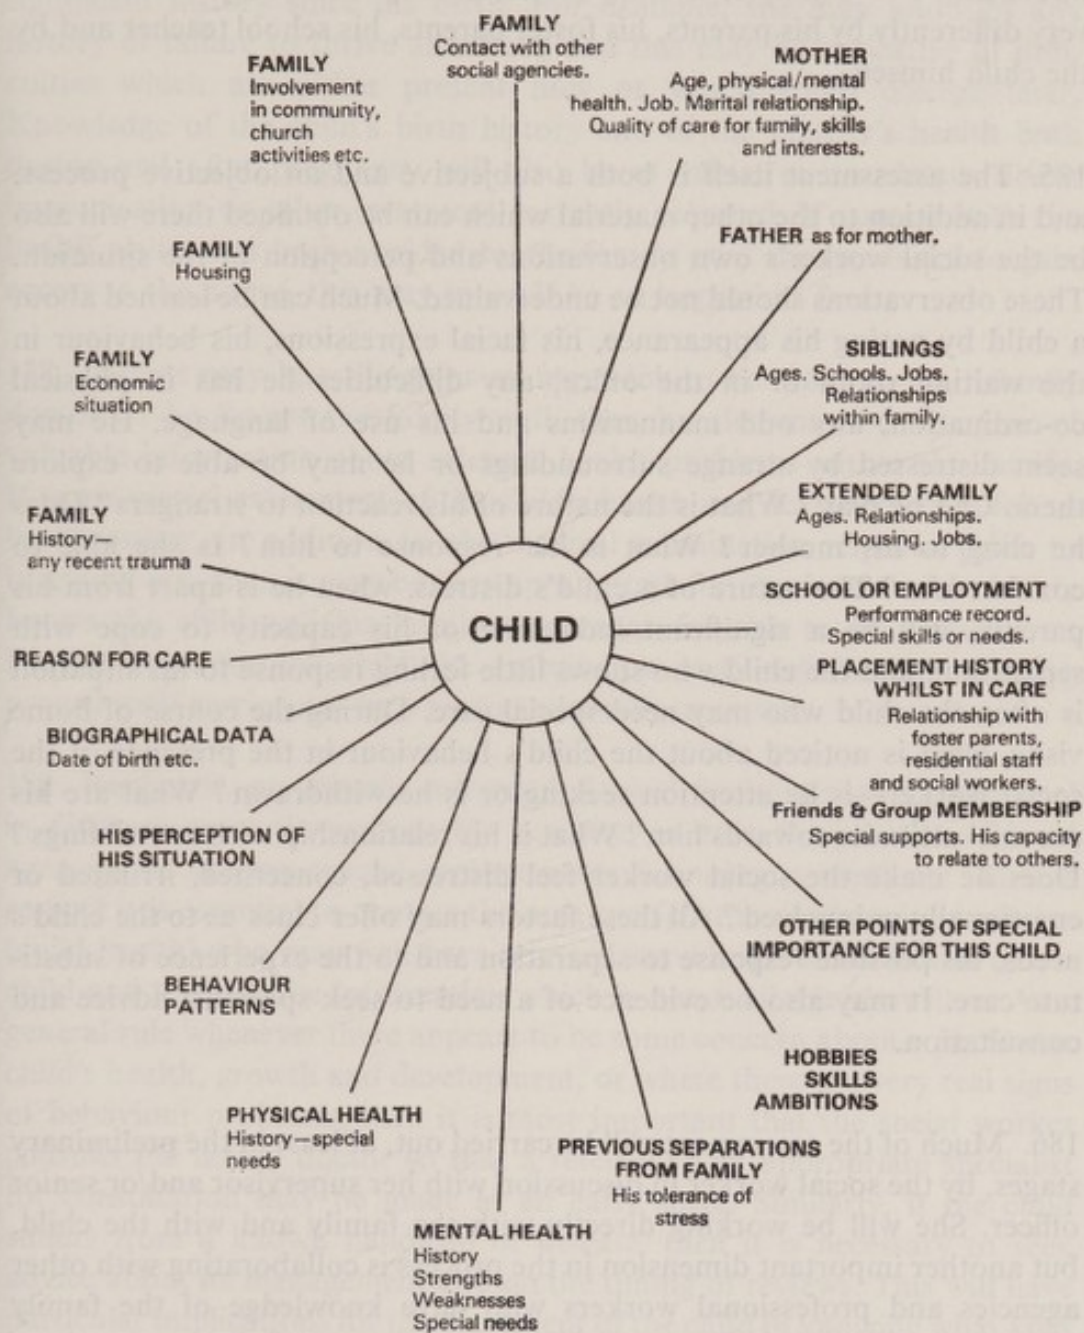 FAMILY
Contact with other
social agencies.
FAMILY
Involvement
in community,
church
activities etc.
MOTHER
Age, physical/mental
health. Job. Marital relationship.
Quality of care for family, skills
and interests.
FAMILY
Housing
FATHER as for mother.
FAMILY
Economic
situation
SIBLINGS
Ages. Schools. Jobs.
Relationships
within family.
FAMILY
History—
any recent trauma
EXTENDED FAMILY
Ages. Relationships.
Housing. Jobs.
CHILD
SCHOOL OR EMPLOYMENT
Performance record.
Special skills or needs.
REASON FOR CARE
PLACEMENT HISTORY
WHILST IN CARE
Relationship with
foster parents,
residential staff
and social workers.
BIOGRAPHICAL DATA
Date of birth etc.
Friends & Group MEMBERSHIP
Special supports. His capacity
to relate to others.
HIS PERCEPTION OF
HIS SITUATION
OTHER POINTS OF SPECIAL
IMPORTANCE FOR THIS CHILD
BEHAVIOUR
PATTERNS
HOBBIES
SKILLS
AMBITIONS
PHYSICAL HEALTH
History—special
needs
PREVIOUS SEPARATIONS
FROM FAMILY
His tolerance of
stress
MENTAL HEALTH
History
Strengths
Weaknesses
Special needs